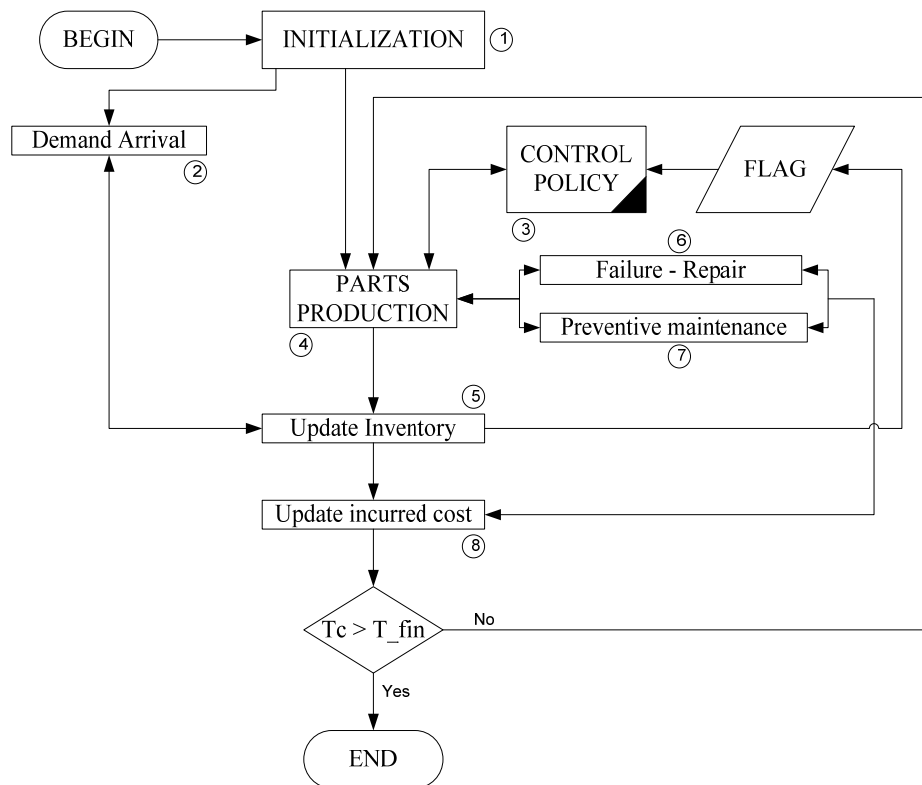 BEGIN
INITIALIZATION
1
Demand Arrival
2
CONTROL
POLICY
3
FLAG
6
Failure - Repair
PARTS
PRODUCTION
4
Preventive maintenance
7
5
Update Inventory
Update incurred cost
8
Tc > T_fin
No
Yes
END